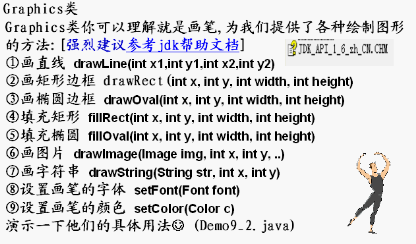 Graphics类
Graphics类你可以理解就是画笔,为我们提供了各种绘制图形
的方法:[强烈建议参考jdk帮助文档]
JDK_API_1_6_zh_CN.CHM
①画直线 drawLine(int x1,int y1,int x2,int y2)
②画矩形边框 drawRect(int x, int y, int width, int height)
③画椭圆边框 drawOval(int x, int y, int width, int height)
④填充矩形 fillRect(int x, int y, int width, int height)
⑤填充椭圆 fillOval(int x, int y, int width, int height)
⑥画图片 drawImage(Image img, int x, int y, ..)
⑦画字符串 drawString(String str, int x, int y)
⑧设置画笔的字体 setFont(Font font)
⑨设置画笔的颜色 setColor(Color c)
演示一下他们的具体用法☺ (Demo9_2.java)